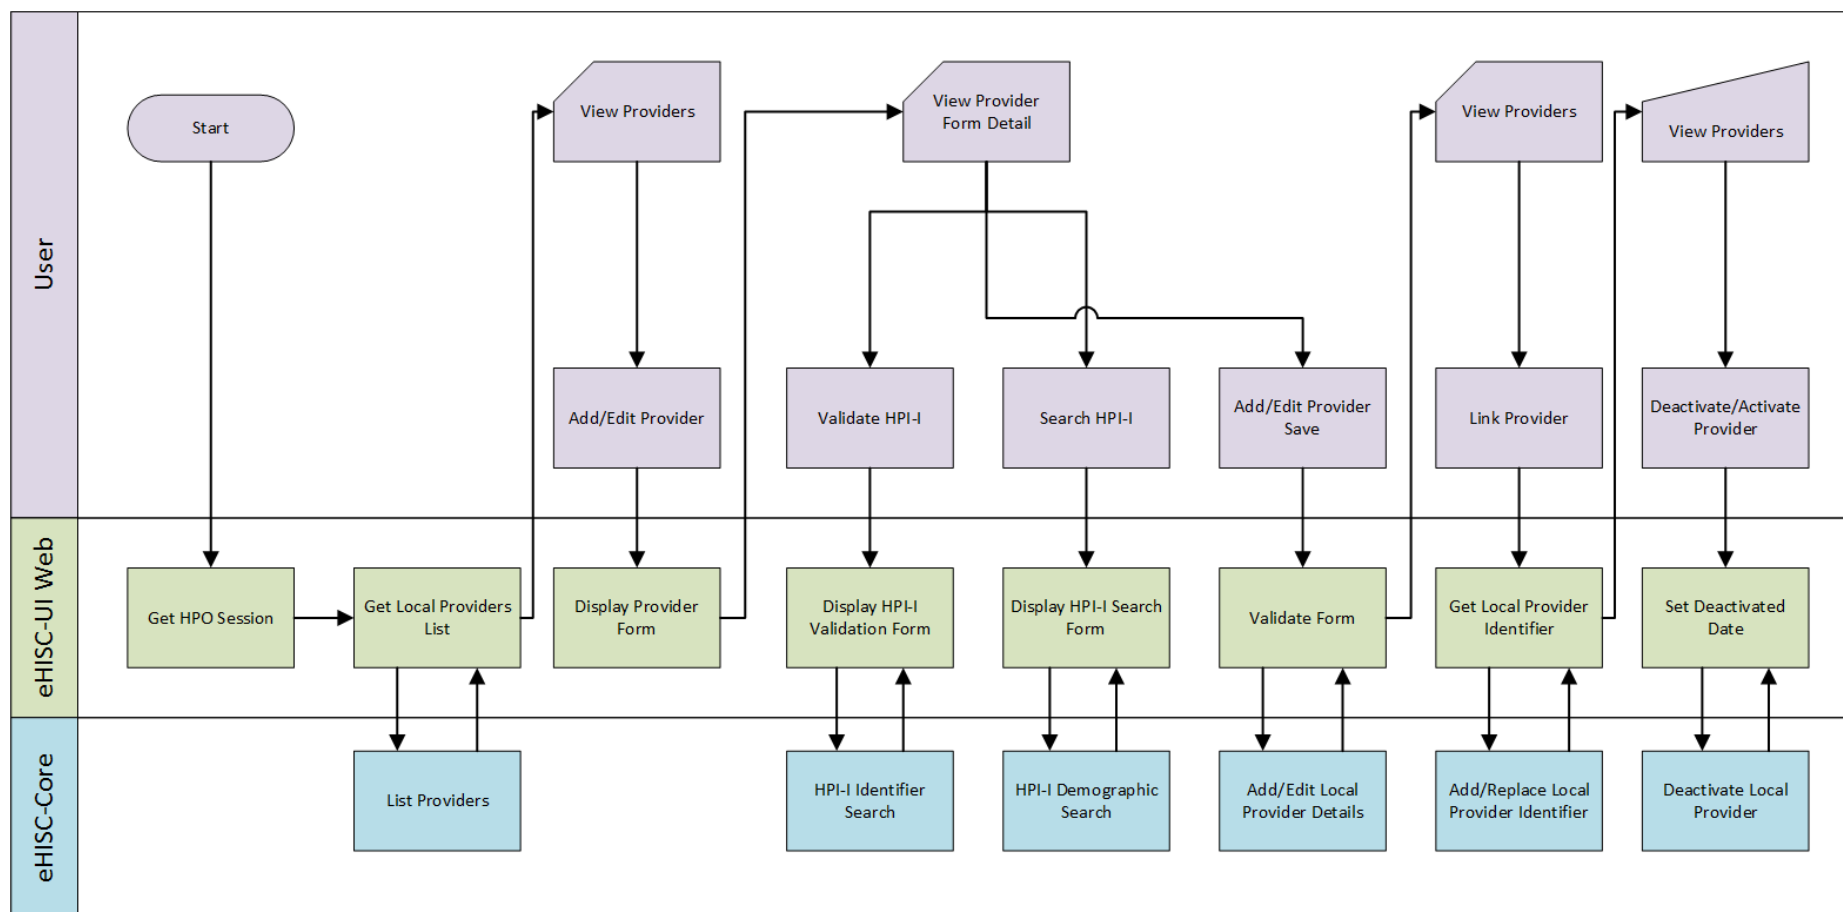 User
Start
View Providers
View Provider
Form Detail
View Providers
View Providers
Add/Edit Provider
Validate HPI-I
Search HPI-I
Add/Edit Provider
Save
Link Provider
Deactivate/Activate
Provider
eHISC-UI Web
Get HPO Session
Get Local Providers
List
Display Provider
Form
Display HPI-I
Validation Form
Display HPI-I Search
Form
Validate Form
Get Local Provider
Identifier
Set Deactivated
Date
eHISC-Core
List Providers
HPI-I Identifier
Search
HPI-I Demographic
Search
Add/Edit Local
Provider Details
Add/Replace Local
Provider Identifier
Deactivate Local
Provider